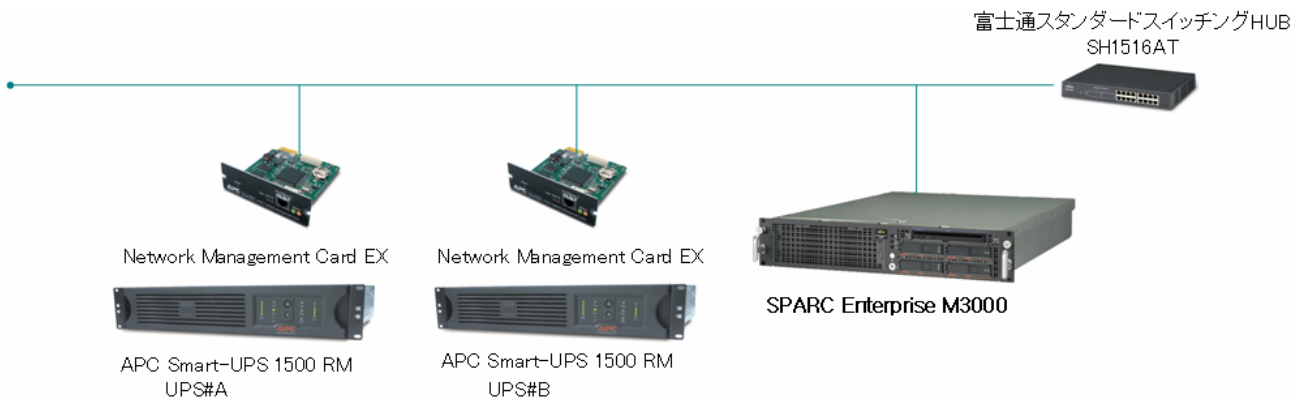 富士通スタンダードスイッチングHUB
SH1516AT
Network Management Card EX
Network Management Card EX
SPARC Enterprise M3000
APC Smart-UPS 1500 RM
UPS#A
APC Smart-UPS 1500 RM
UPS#B